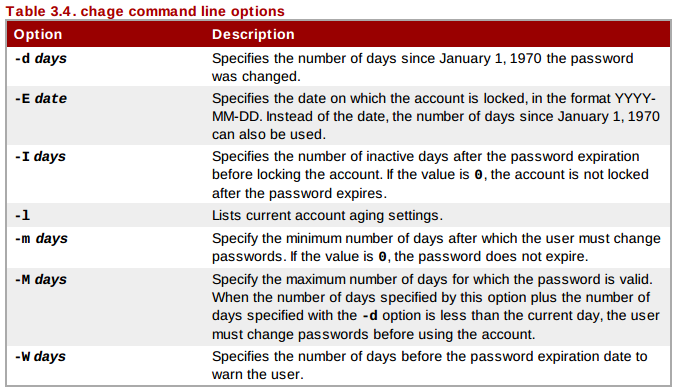 Table 3.4. chage command line options
Option Description
-d days Specifies the number of days since January 1, 1970 the password
was changed.
-E date Specifies the date on which the account is locked, in the format YYYY-
MM-DD. Instead of the date, the number of days since January 1, 1970
can also be used.
-I days Specifies the number of inactive days after the password expiration
before locking the account. If the value is 0, the account is not locked
after the password expires.
-l Lists current account aging settings.
-m days Specify the minimum number of days after which the user must change
passwords. If the value is 0, the password does not expire.
-M days Specify the maximum number of days for which the password is valid.
When the number of days specified by this option plus the number of
days specified with the -d option is less than the current day, the user
must change passwords before using the account.
-W days Specifies the number of days before the password expiration date to
warn the user.